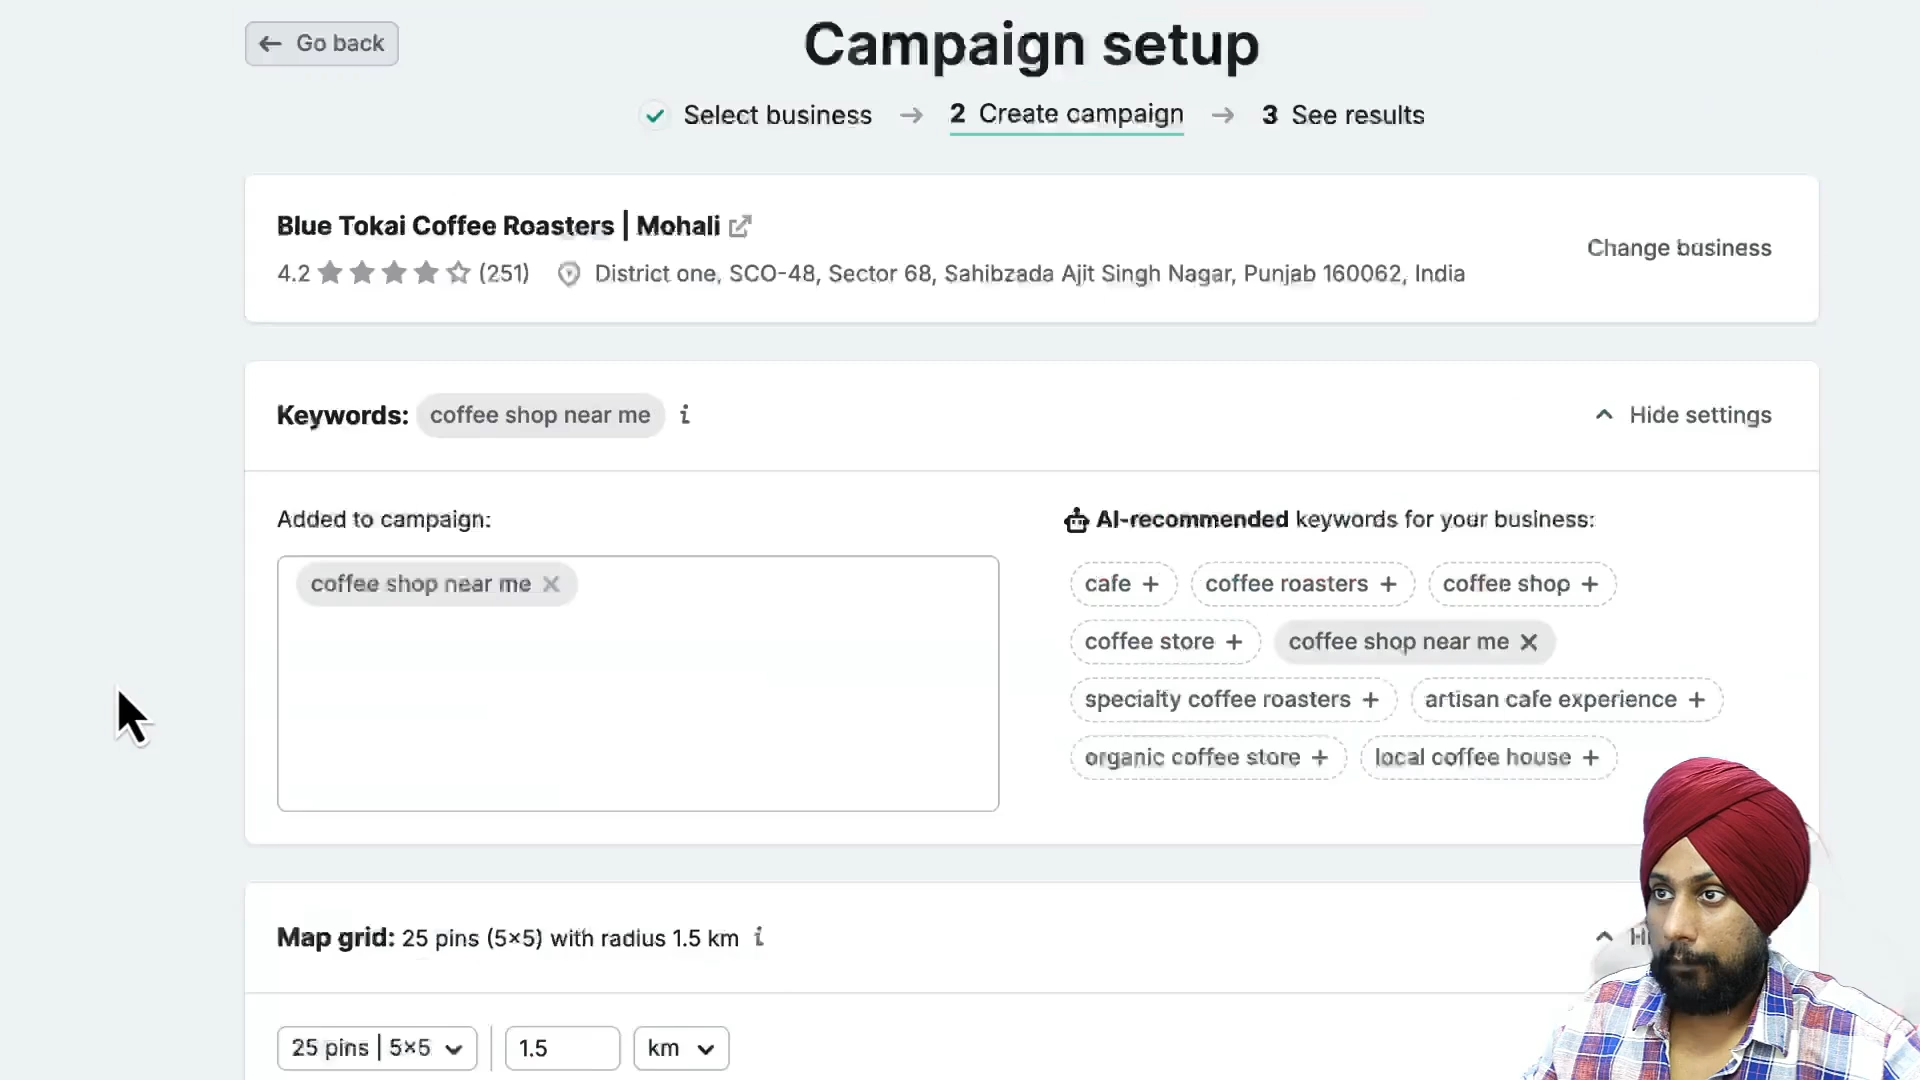 Go back
Campaign setup
Select business → 2 Create campaign → 3 See results
Blue Tokai Coffee Roasters | Mohali
4.2 (251) District one, SCO-48, Sector 68, Sahibzada Ajit Singh Nagar, Punjab 160062, India
Change business
Keywords: coffee shop near me i
Hide settings
Added to campaign:
coffee shop near me ×
AI-recommended keywords for your business:
cafe + coffee roasters + coffee shop +
coffee store + coffee shop near me ×
specialty coffee roasters + artisan cafe experience +
organic coffee store + local coffee house +
Map grid: 25 pins (5×5) with radius 1.5 km i
25 pins | 5×5 1.5 km